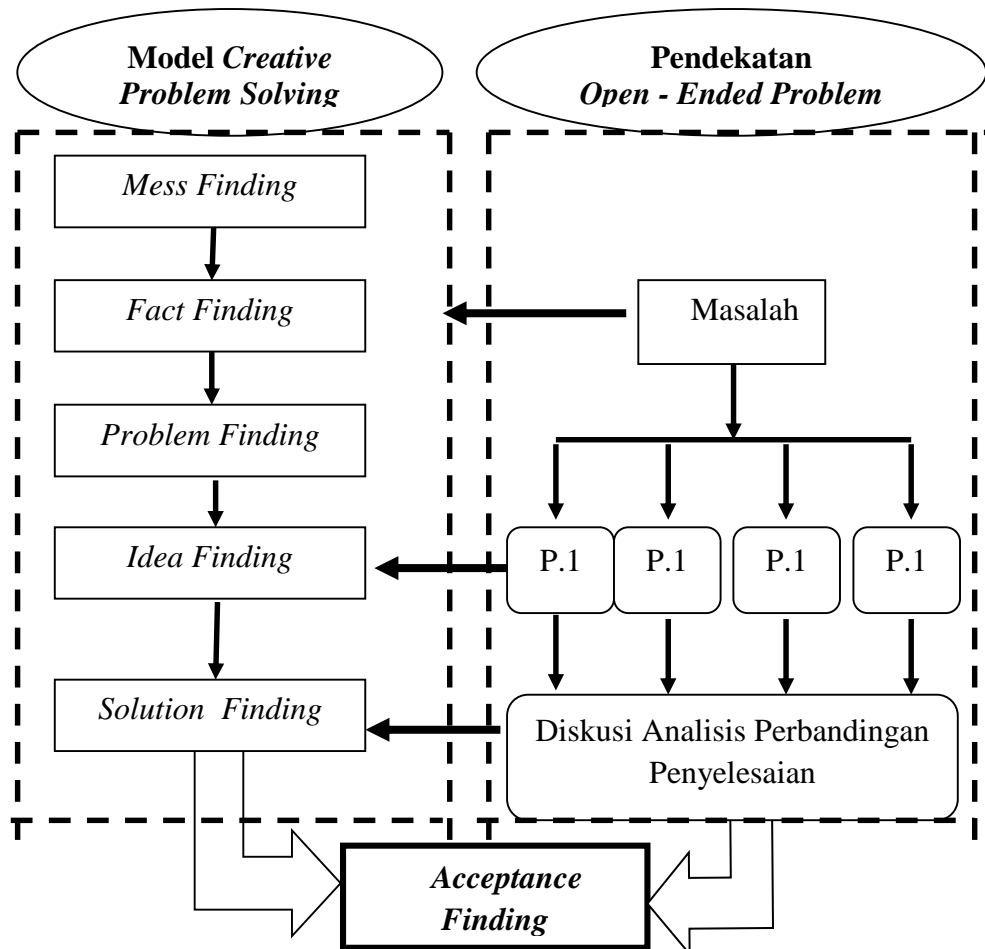 Model Creative
Problem Solving
Pendekatan
Open - Ended Problem
Mess Finding
Fact Finding
Masalah
Problem Finding
Idea Finding
P.1
P.1
P.1
P.1
Solution Finding
Diskusi Analisis Perbandingan
Penyelesaian
Acceptance
Finding